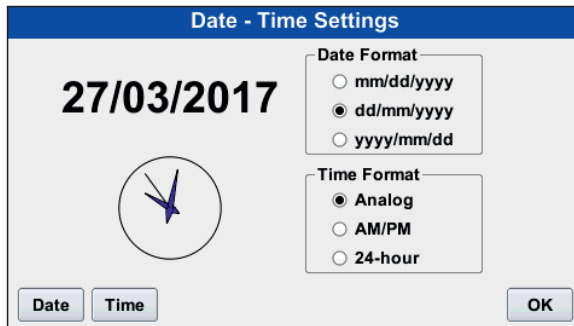 Date - Time Settings
27/03/2017
Date Format
mm/dd/yyyy
dd/mm/yyyy
yyyy/mm/dd
Time Format
Analog
AM/PM
24-hour
Date
Time
OK